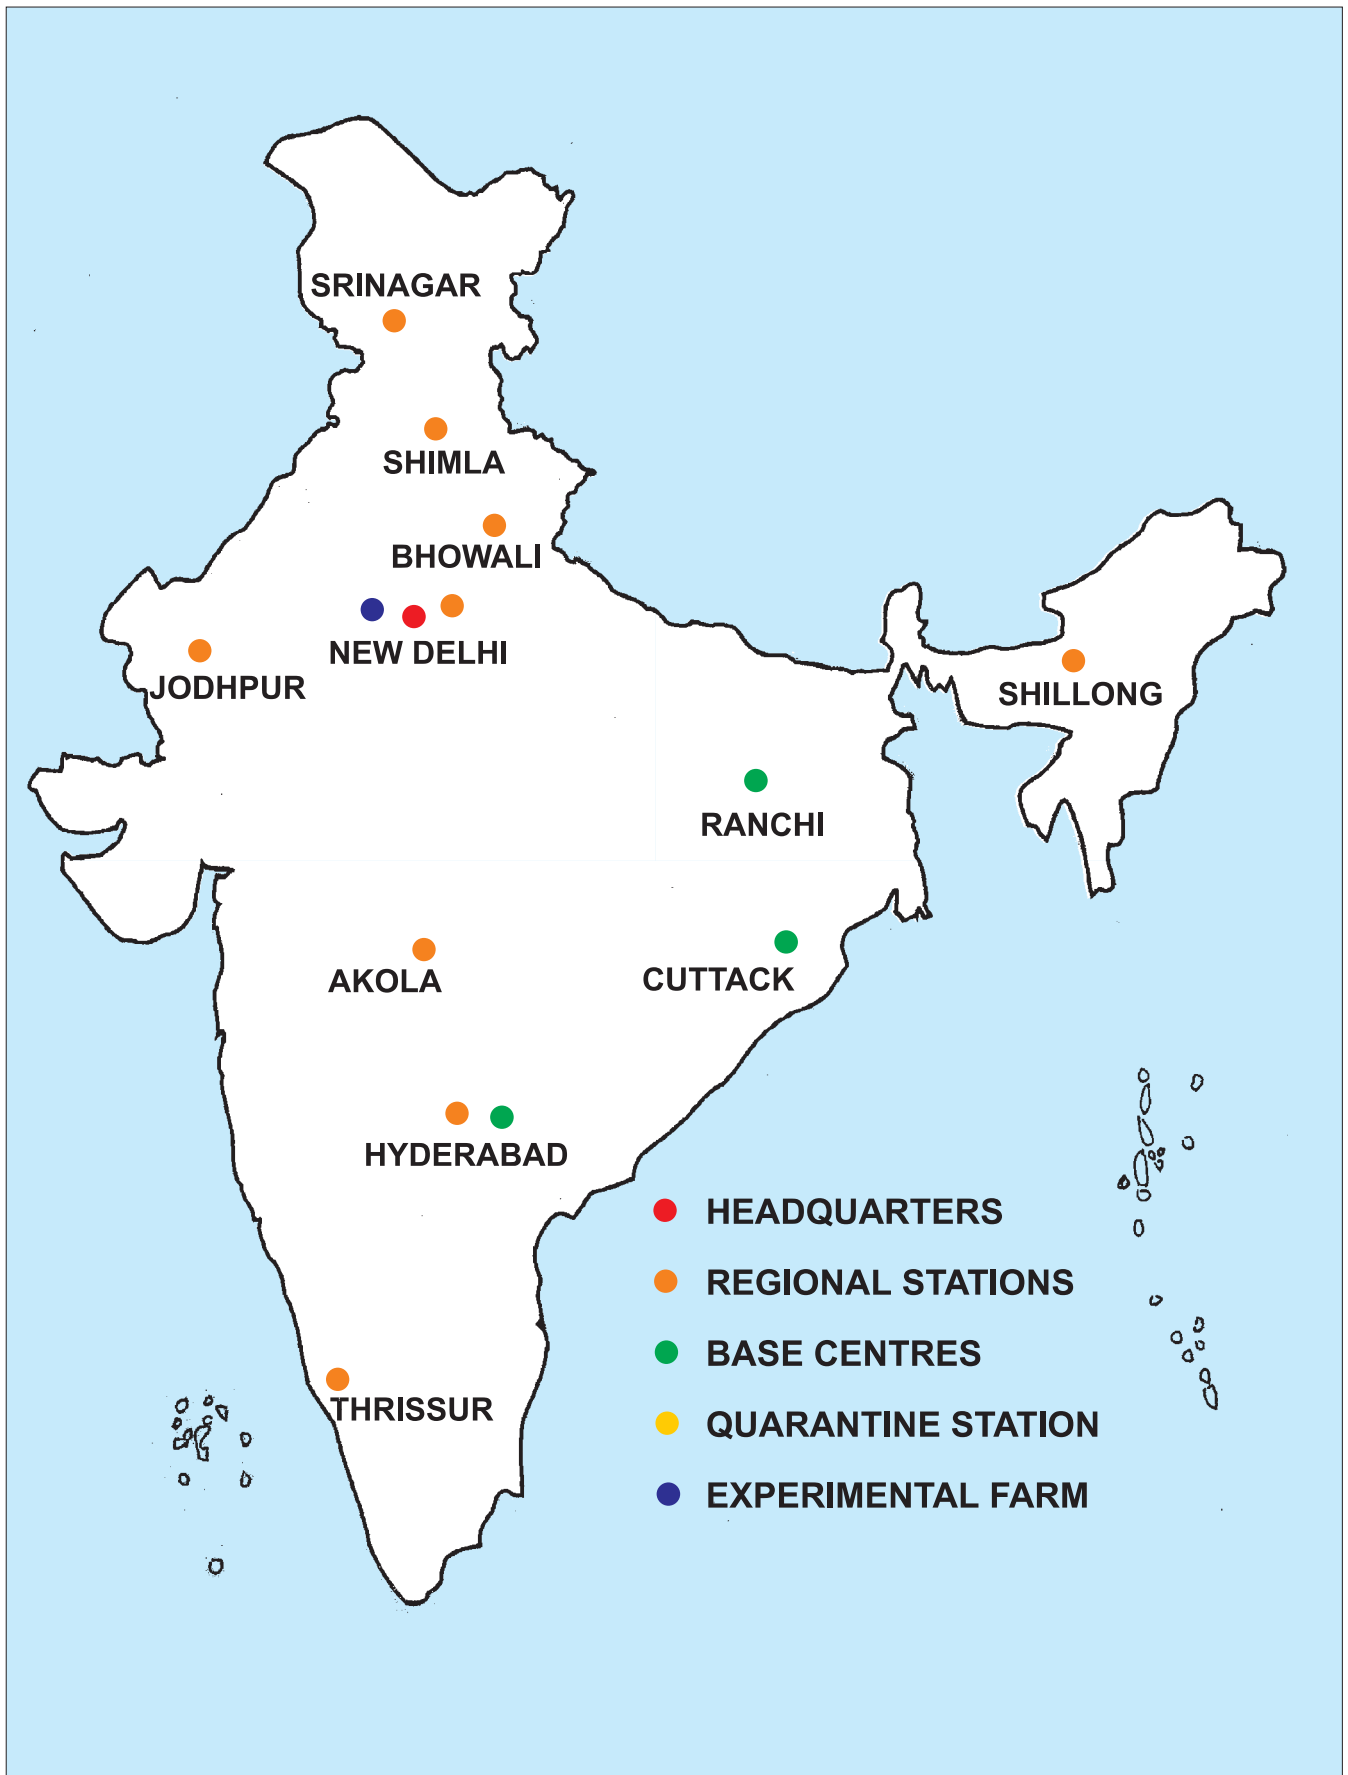 SRINAGAR
SHIMLA
BHOWALI
NEW DELHI
JODHPUR
SHILLONG
RANCHI
AKOLA
CUTTACK
HYDERABAD
HEADQUARTERS
REGIONAL STATIONS
BASE CENTRES
THRISSUR
QUARANTINE STATION
EXPERIMENTAL FARM